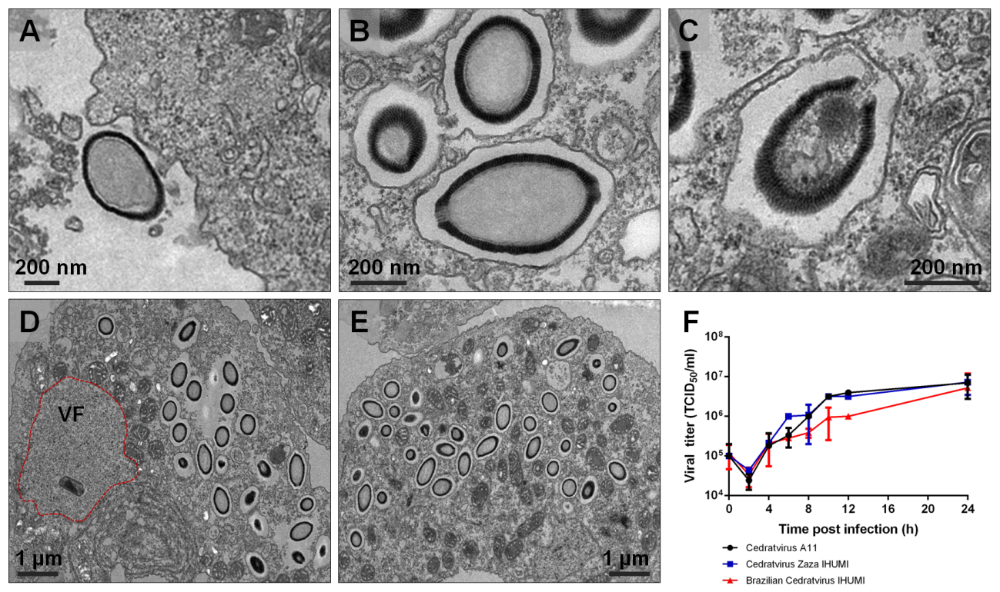 A
200 nm
B
200 nm
C
200 nm
D
VF
1 µm
E
1 µm
F
Viral titer (TCID50/ml)
10^8
10^7
10^6
10^5
10^4
0 4 8 12 16 20 24
Time post infection (h)
Cedratvirus A11
Cedratvirus Zaza IHUMI
Brazilian Cedratvirus IHUMI